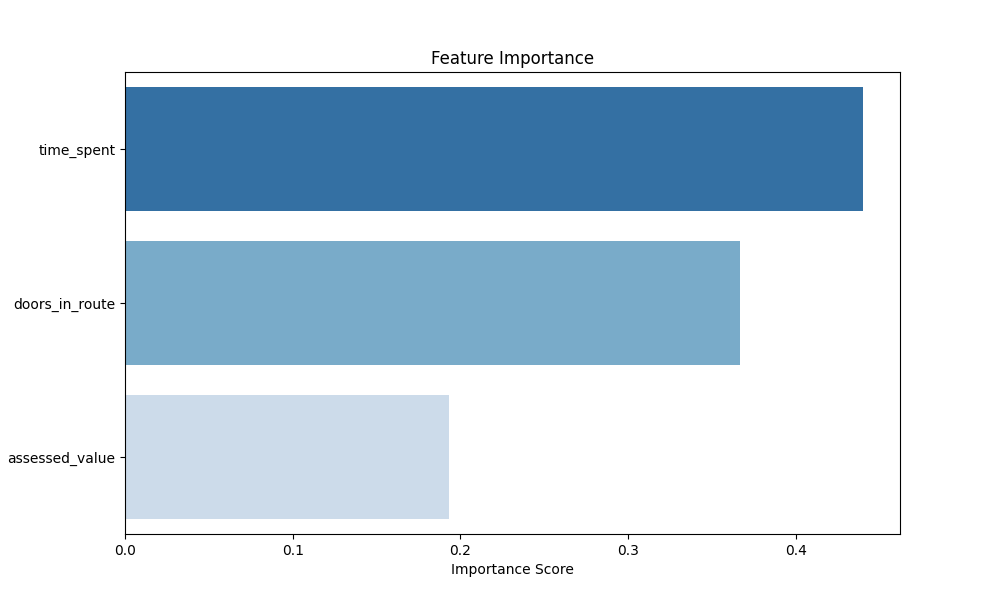 Feature Importance
time_spent
doors_in_route
assessed_value
0.0 0.1 0.2 0.3 0.4
Importance Score